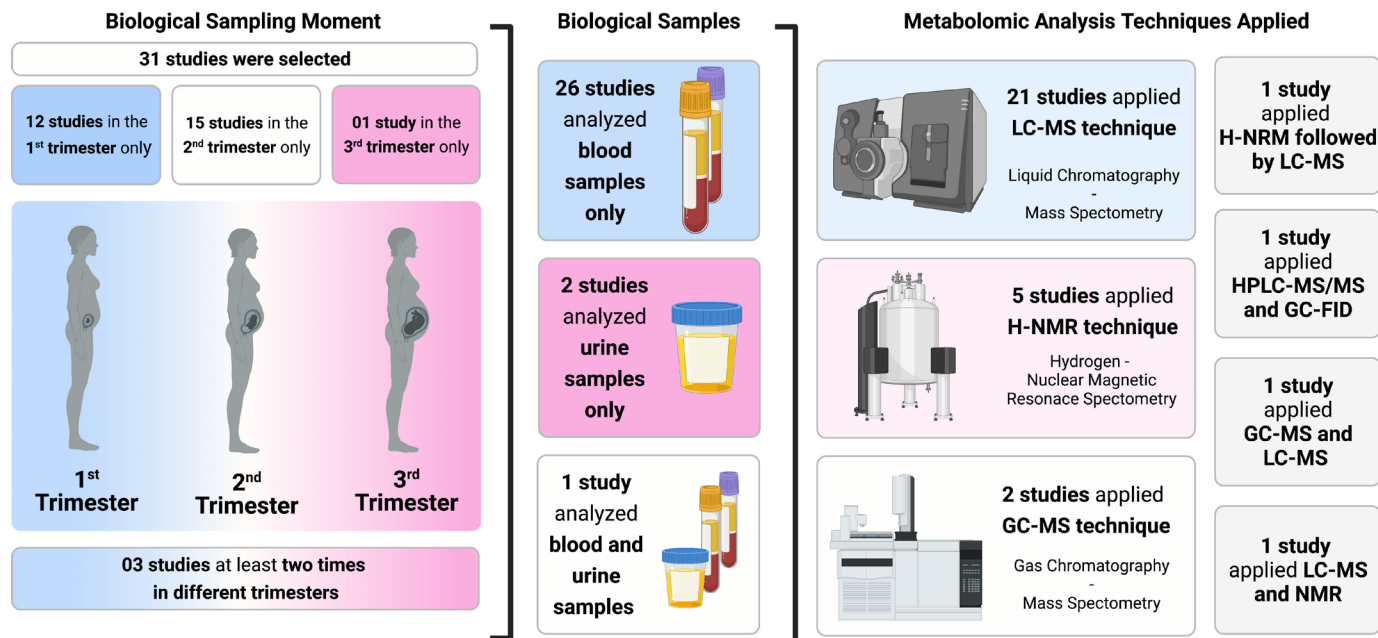 Biological Sampling Moment
31 studies were selected
12 studies in the
1st trimester only
15 studies in the
2nd trimester only
01 study in the
3rd trimester only
1st
Trimester
2nd
Trimester
3rd
Trimester
03 studies at least two times
in different trimesters
Biological Samples
26 studies
analyzed
blood
samples
only
2 studies
analyzed
urine
samples
only
1 study
analyzed
blood and
urine
samples
Metabolomic Analysis Techniques Applied
21 studies applied
LC-MS technique
Liquid Chromatography
-
Mass Spectometry
5 studies applied
H-NMR technique
Hydrogen -
Nuclear Magnetic
Resonace Spectometry
2 studies applied
GC-MS technique
Gas Chromatography
-
Mass Spectometry
1 study
applied
H-NRM followed
by LC-MS
1 study
applied
HPLC-MS/MS
and GC-FID
1 study
applied
GC-MS and
LC-MS
1 study
applied LC-MS
and NMR